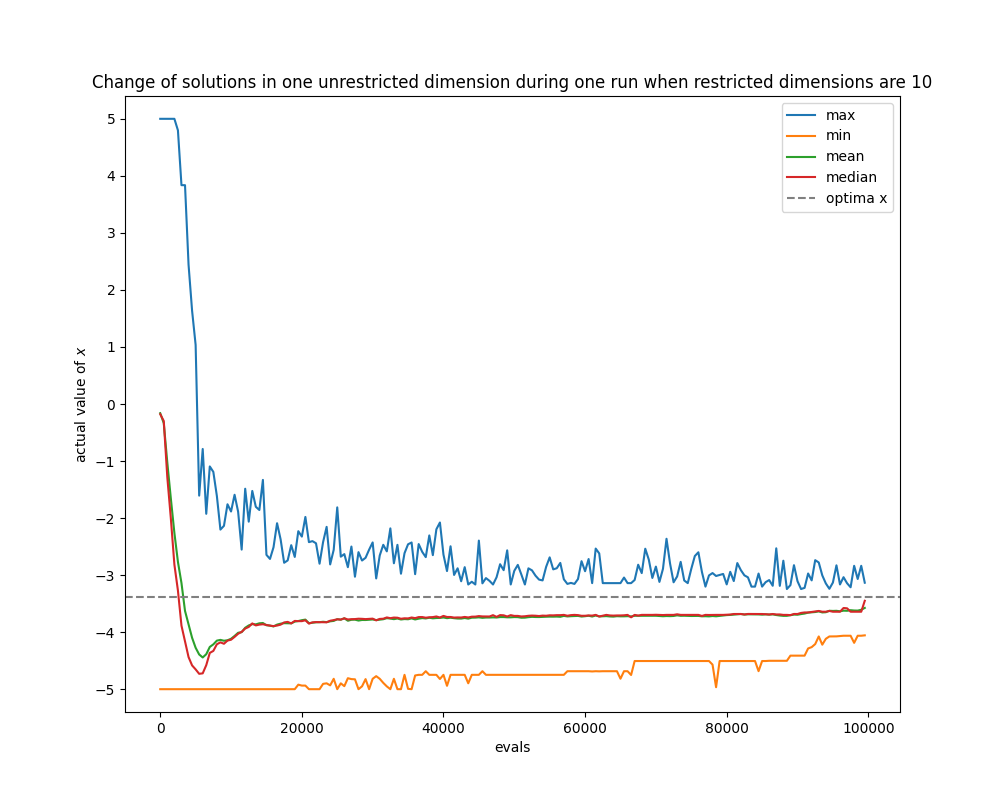 Change of solutions in one unrestricted dimension during one run when restricted dimensions are 10
max
min
mean
median
optima x
actual value of x
5
4
3
2
1
0
−1
−2
−3
−4
−5
0 20000 40000 60000 80000 100000
evals